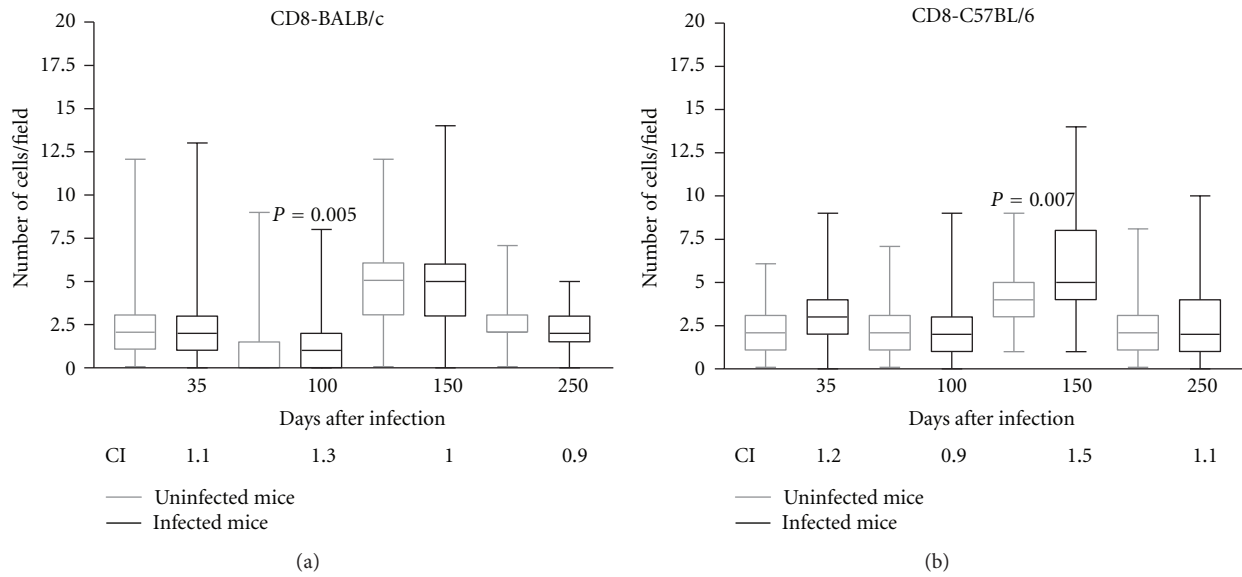 CD8-BALB/c
20
17.5
15
12.5
10
7.5
5
2.5
0
Number of cells/field
P = 0.005
35 100 150 250
Days after infection
CI 1.1 1.3 1 0.9
Uninfected mice
Infected mice
(a)
CD8-C57BL/6
20
17.5
15
12.5
10
7.5
5
2.5
0
Number of cells/field
P = 0.007
35 100 150 250
Days after infection
CI 1.2 0.9 1.5 1.1
Uninfected mice
Infected mice
(b)